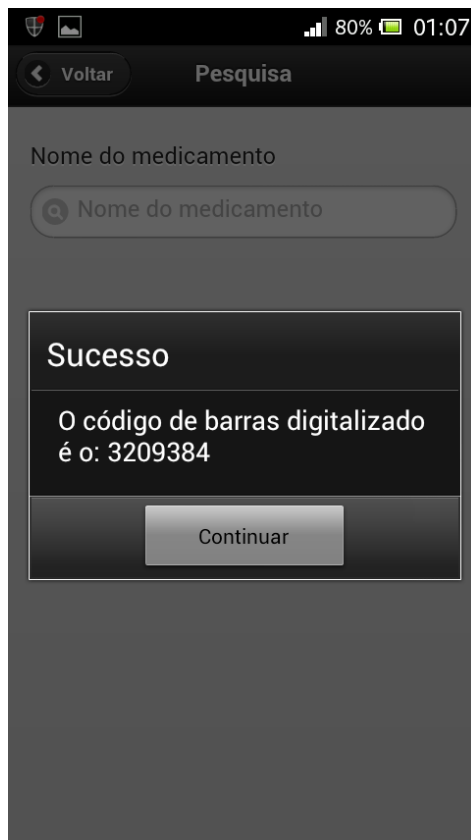 80% 01:07
Voltar Pesquisa
Nome do medicamento
Nome do medicamento
Sucesso
O código de barras digitalizado
é o: 3209384
Continuar